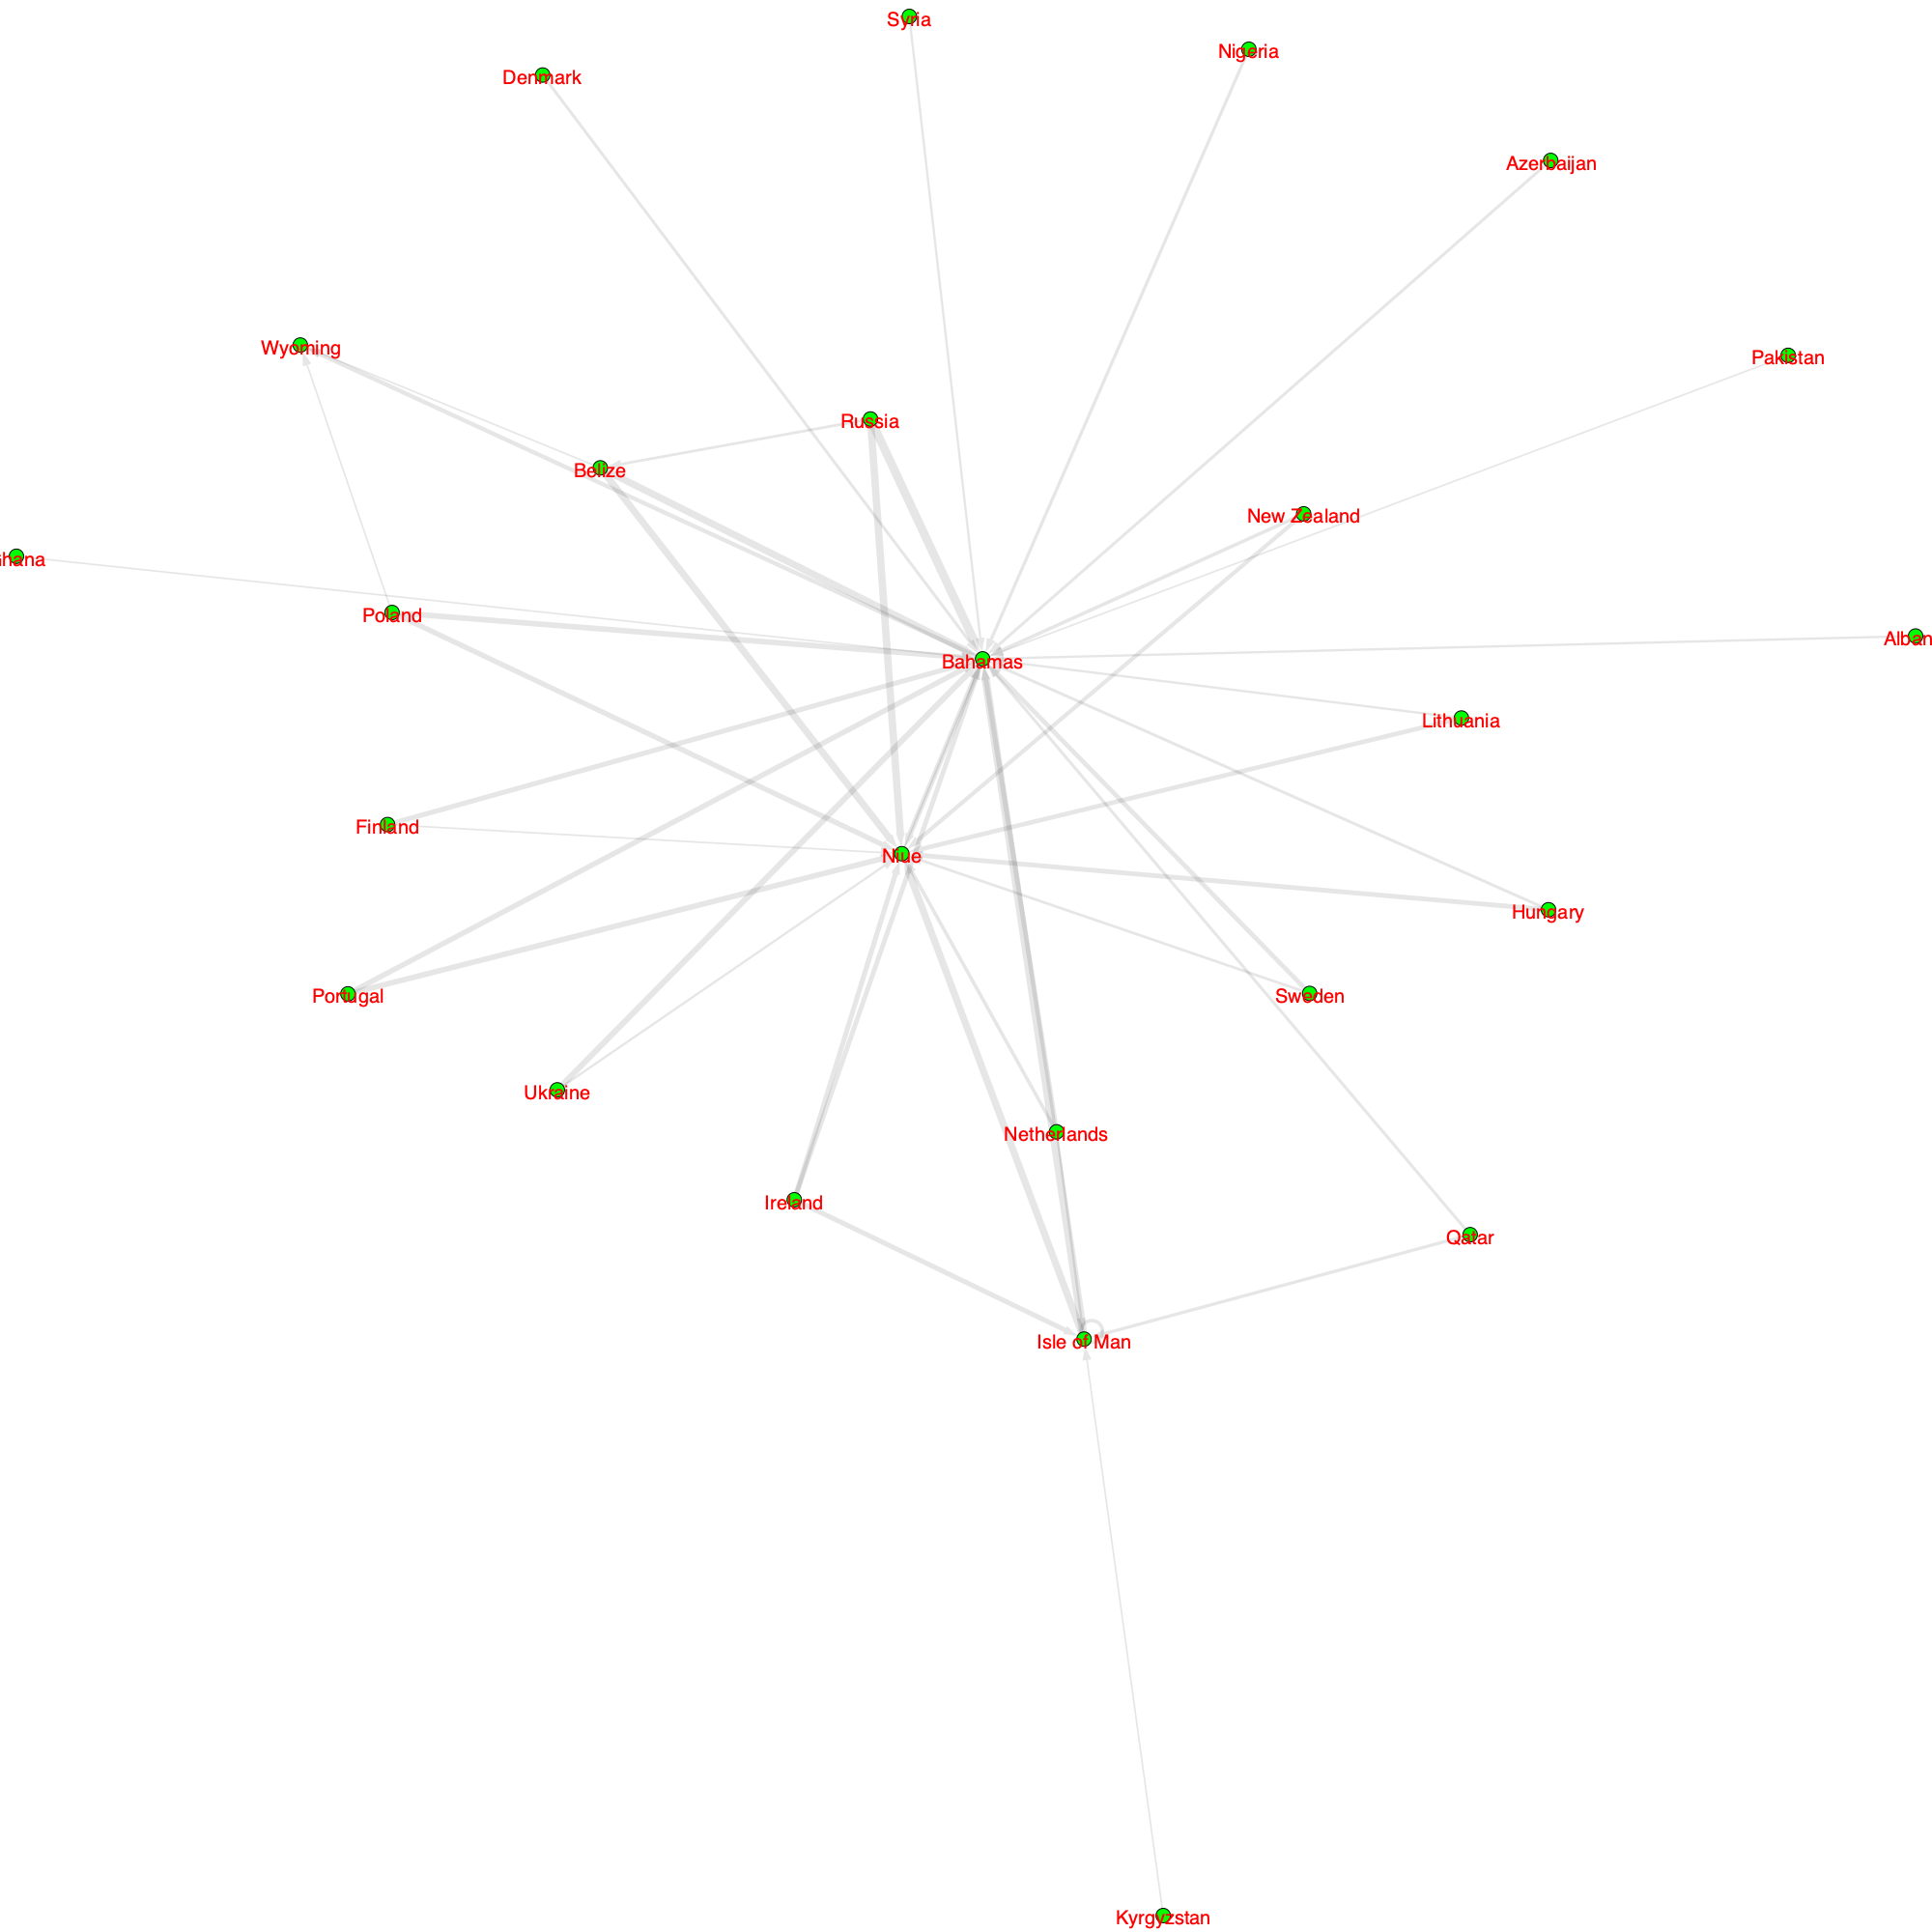 Syria
Nigeria
Denmark
Azerbaijan
Wyoming
Pakistan
Russia
Belize
New Zealand
hana
Poland
Alban
Bahamas
Lithuania
Finland
Niue
Hungary
Portugal
Sweden
Ukraine
Netherlands
Ireland
Qatar
Isle of Man
Kyrgyzstan